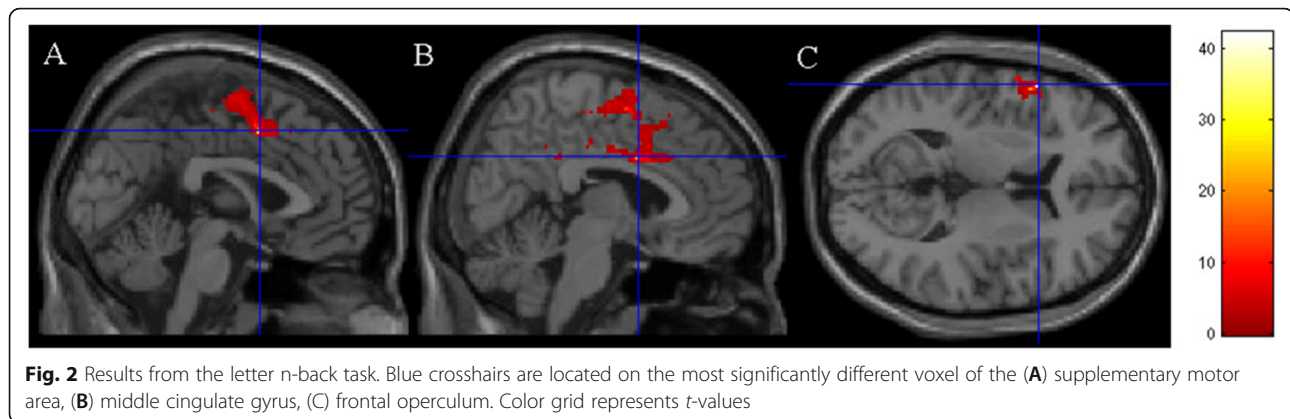 A
B
C
40
30
20
10
0
Fig. 2 Results from the letter n-back task. Blue crosshairs are located on the most significantly different voxel of the (A) supplementary motor
area, (B) middle cingulate gyrus, (C) frontal operculum. Color grid represents t-values